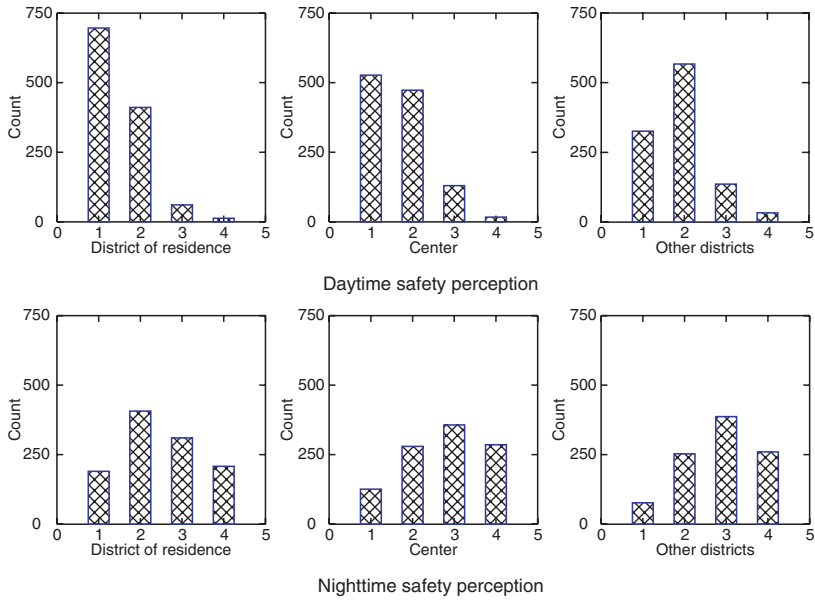 750
500
250
0
Count
0 1 2 3 4 5
District of residence
750
500
250
0
Count
0 1 2 3 4 5
Center
750
500
250
0
Count
0 1 2 3 4 5
Other districts
Daytime safety perception
750
500
250
0
Count
0 1 2 3 4 5
District of residence
750
500
250
0
Count
0 1 2 3 4 5
Center
750
500
250
0
Count
0 1 2 3 4 5
Other districts
Nighttime safety perception